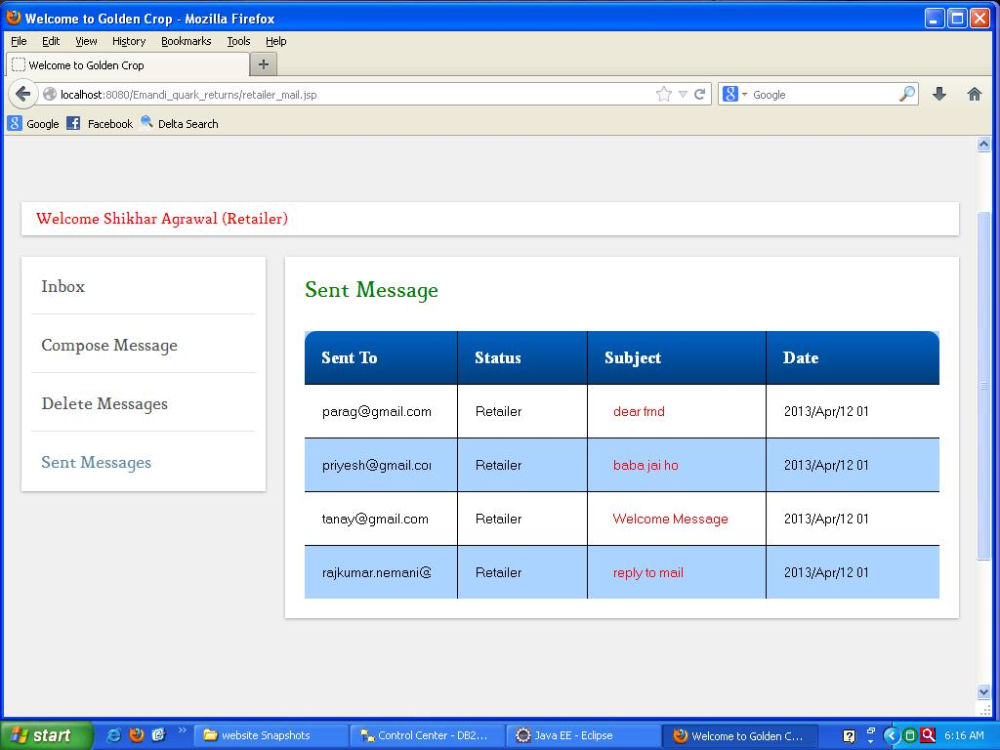 Welcome to Golden Crop - Mozilla Firefox
File Edit View History Bookmarks Tools Help
Welcome to Golden Crop
localhost:8080/Emandi_quark_returns/retailer_mail.jsp
Google
Google Facebook Delta Search
Welcome Shikhar Agrawal (Retailer)
Inbox
Compose Message
Delete Messages
Sent Messages
Sent Message
Sent To Status Subject Date
parag@gmail.com Retailer dear frnd 2013/Apr/12 01
priyesh@gmail.co Retailer baba jai ho 2013/Apr/12 01
tanay@gmail.com Retailer Welcome Message 2013/Apr/12 01
rajkumar.nemani@ Retailer reply to mail 2013/Apr/12 01
start website Snapshots Control Center - DB2... Java EE - Eclipse Welcome to Golden C... 6:16 AM